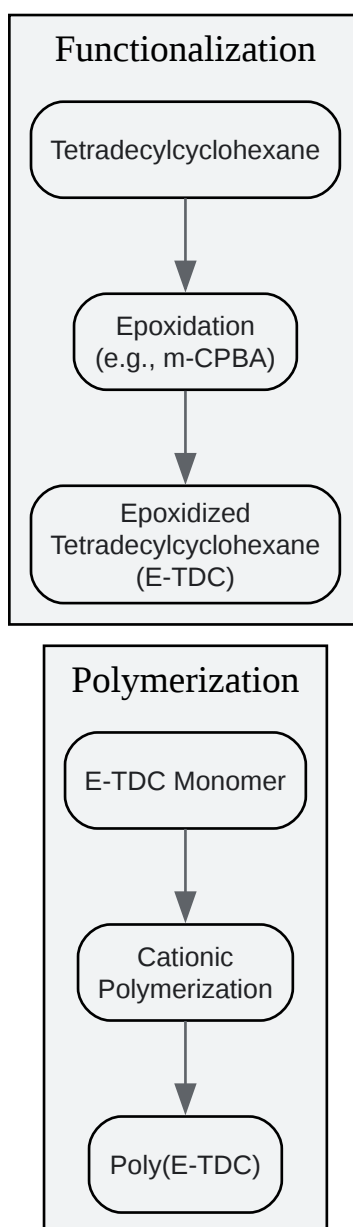 Functionalization
Tetradecylcyclohexane
Epoxidation
(e.g., m-CPBA)
Epoxidized
Tetradecylcyclohexane
(E-TDC)
Polymerization
E-TDC Monomer
Cationic
Polymerization
Poly(E-TDC)